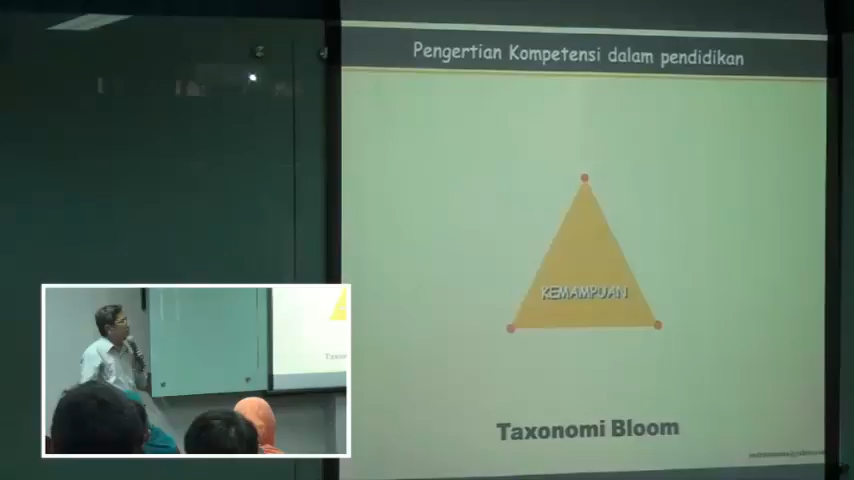 Pengertian Kompetensi dalam pendidikan
KEMAMPUAN
Taxonomi Bloom